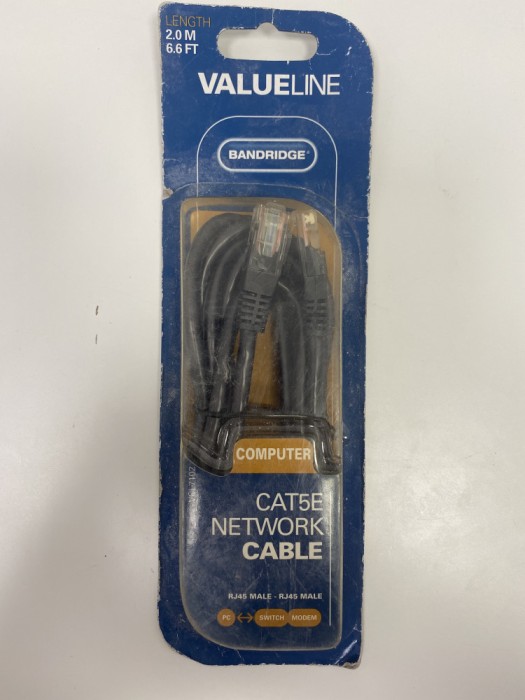 LENGTH
2.0 M
6.6 FT
VALUELINE
BANDRIDGE®
COMPUTER
CAT5E
NETWORK
CABLE
RJ45 MALE - RJ45 MALE
PC ↔ SWITCH MODEM